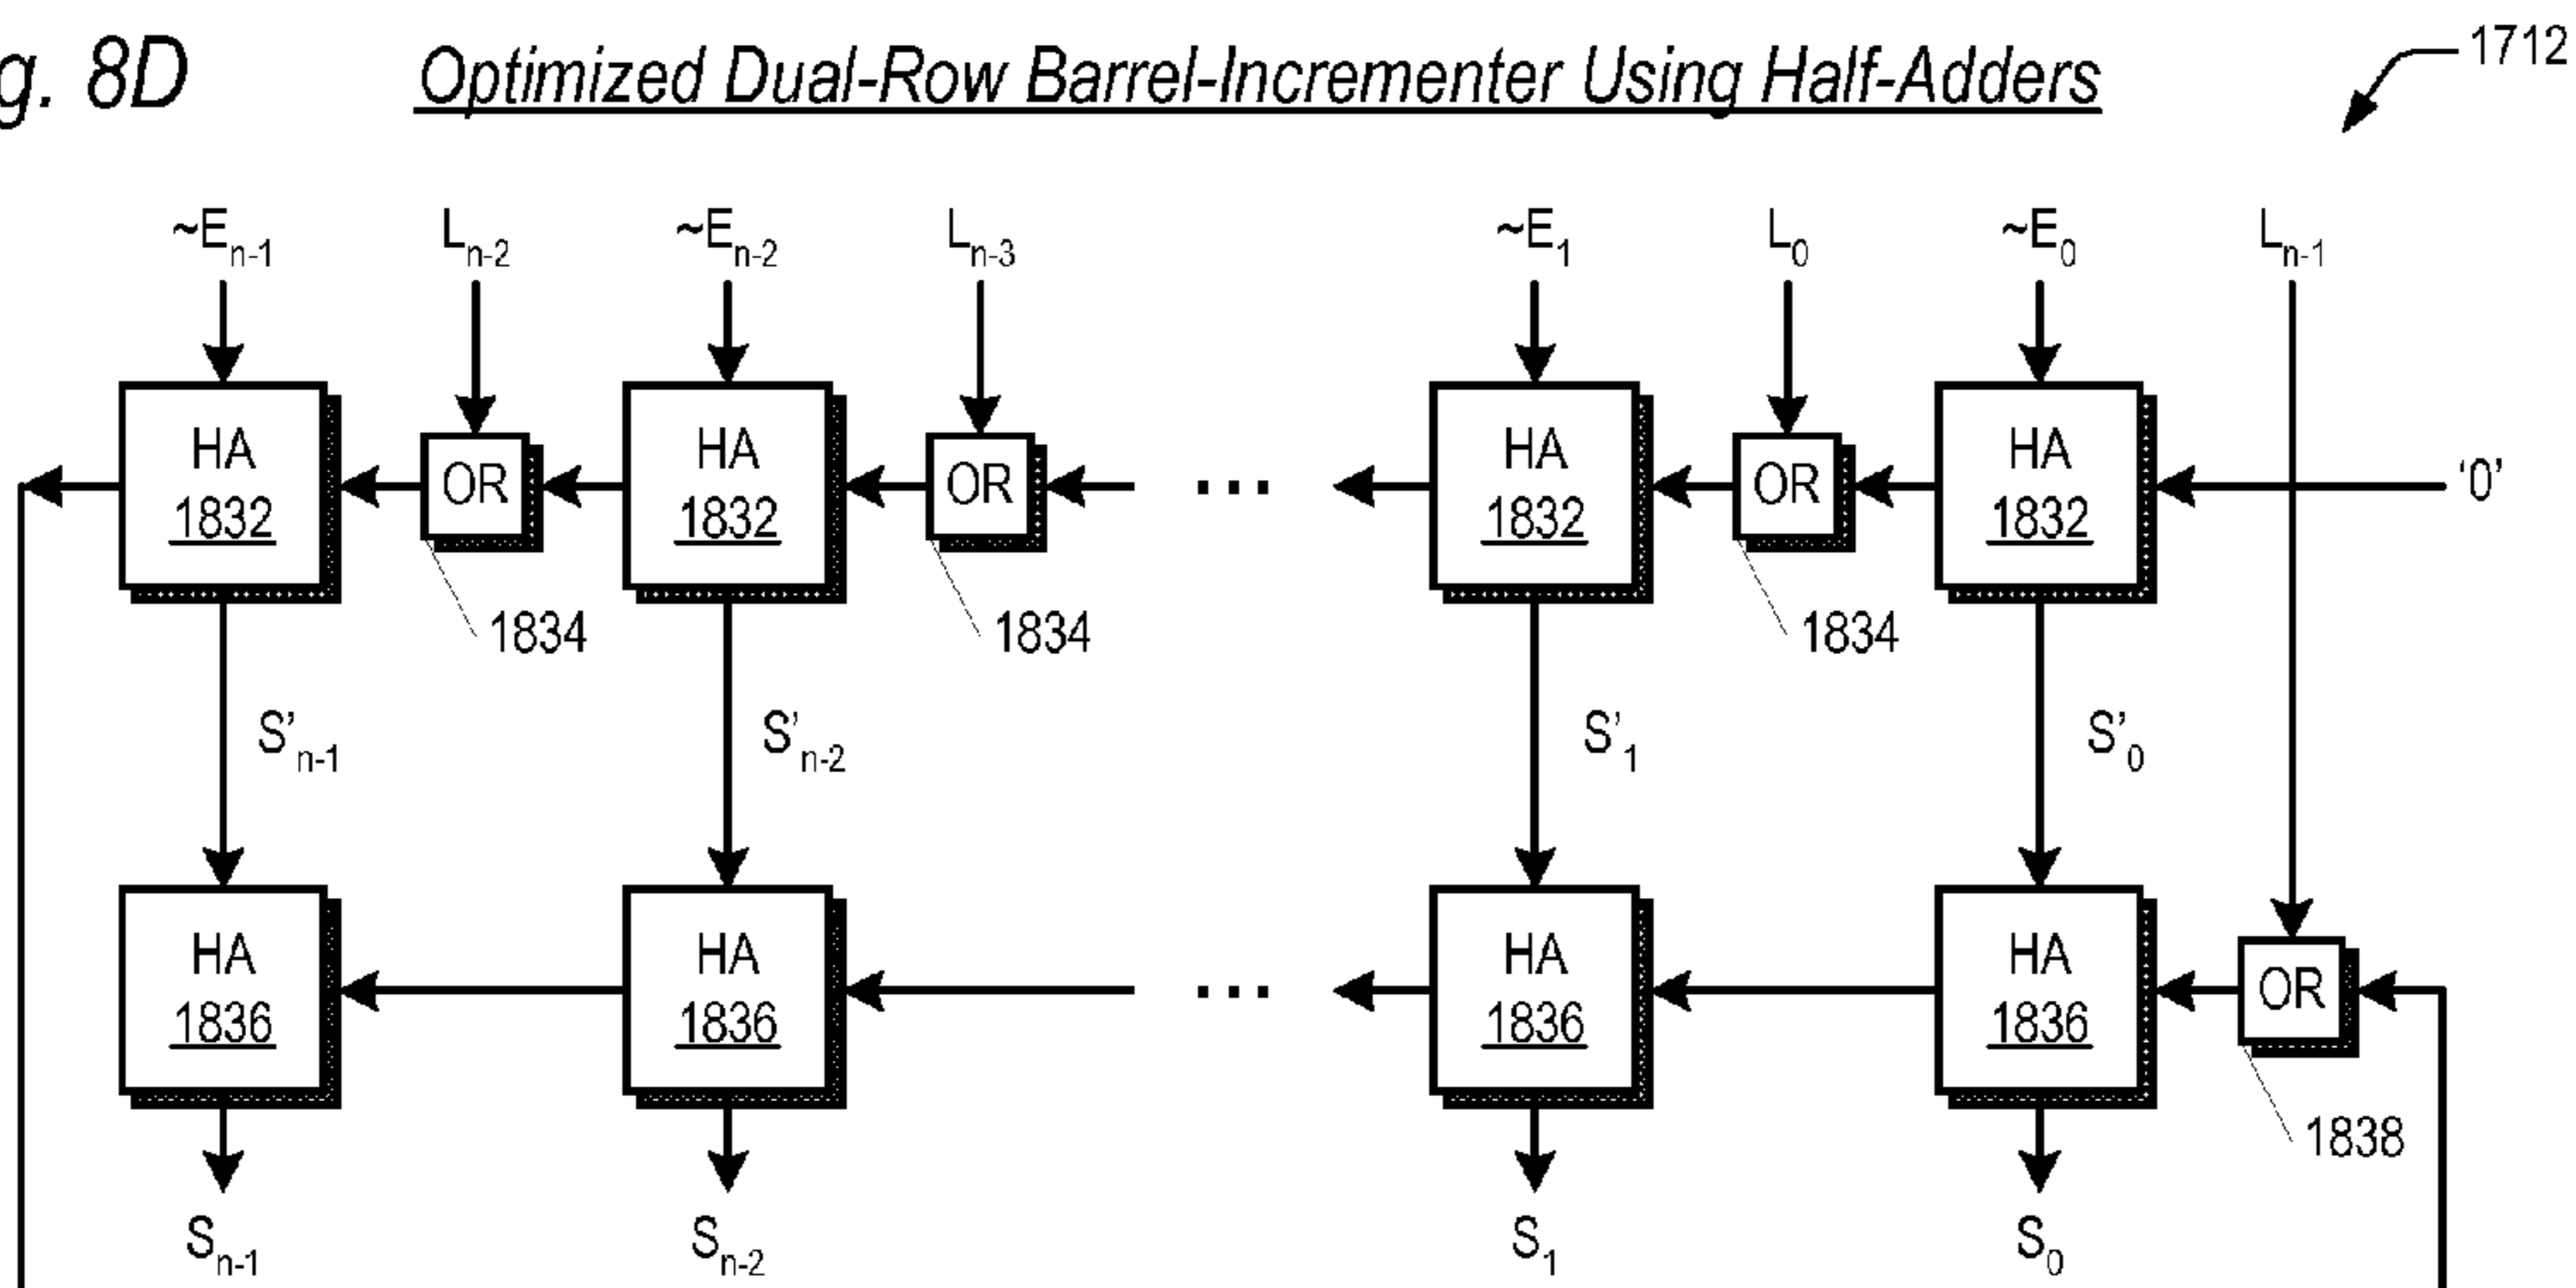 g. 8D Optimized Dual-Row Barrel-Incrementer Using Half-Adders 1712
~En-1 Ln-2 ~En-2 Ln-3 ~E1 L0 ~E0 Ln-1
HA OR HA OR ... HA OR HA '0'
1832 1832 1832 1832
1834 1834 1834
S'n-1 S'n-2 S'1 S'0
HA HA ... HA HA OR
1836 1836 1836 1836
1838
Sn-1 Sn-2 S1 S0